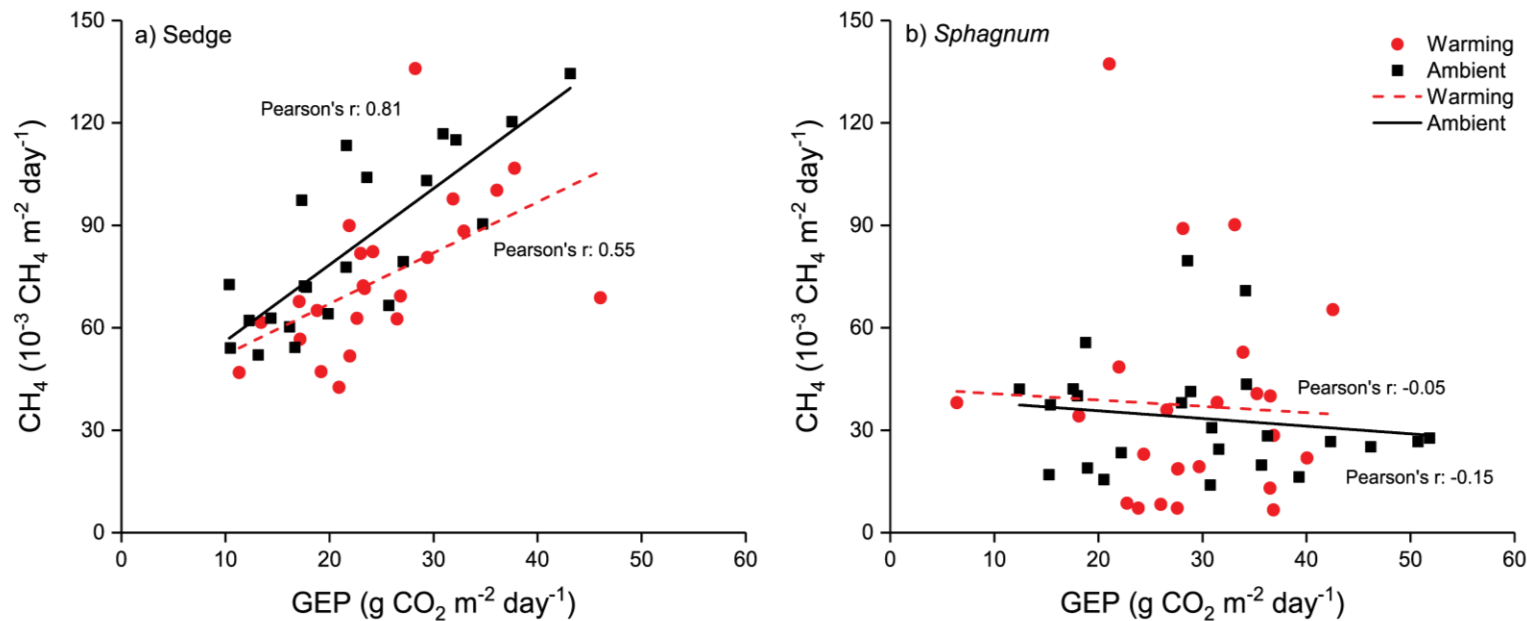 a) Sedge
Pearson's r: 0.81
Pearson's r: 0.55
150
120
90
60
30
0
0 10 20 30 40 50 60
CH₄ (10⁻³ CH₄ m⁻² day⁻¹)
GEP (g CO₂ m⁻² day⁻¹)
b) Sphagnum
Warming
Ambient
Warming
Ambient
Pearson's r: -0.05
Pearson's r: -0.15
150
120
90
60
30
0
0 10 20 30 40 50 60
CH₄ (10⁻³ CH₄ m⁻² day⁻¹)
GEP (g CO₂ m⁻² day⁻¹)